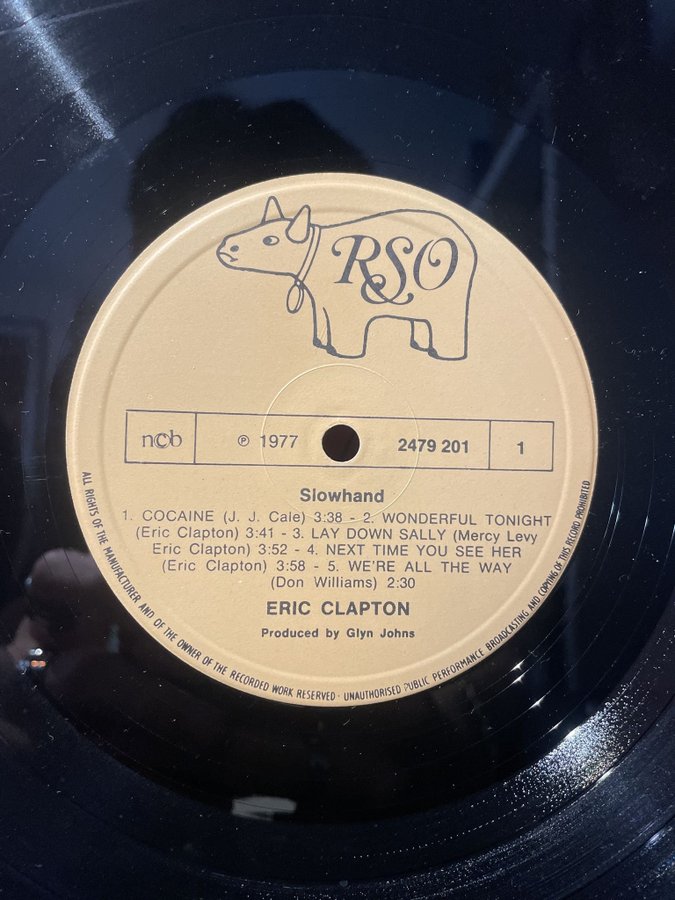 RSO
ncb
℗ 1977
2479 201
1
Slowhand
1. COCAINE (J. J. Cale) 3:38 - 2. WONDERFUL TONIGHT
(Eric Clapton) 3:41 - 3. LAY DOWN SALLY (Mercy Levy
Eric Clapton) 3:52 - 4. NEXT TIME YOU SEE HER
(Eric Clapton) 3:58 - 5. WE'RE ALL THE WAY
(Don Williams) 2:30
ERIC CLAPTON
Produced by Glyn Johns
ALL RIGHTS OF THE MANUFACTURER AND OF THE OWNER OF THE RECORDED WORK RESERVED · UNAUTHORISED PUBLIC PERFORMANCE BROADCASTING AND COPYING OF THIS RECORD PROHIBITED